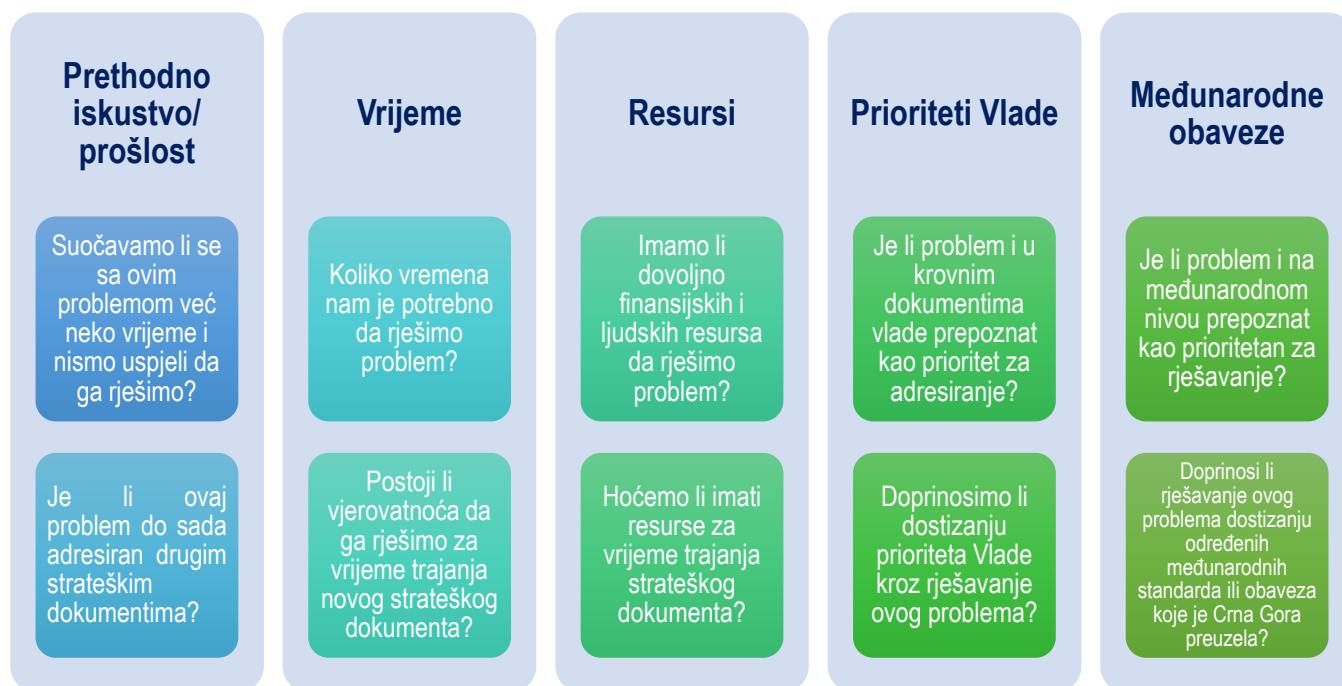 Prethodno
iskustvo/
prošlost
Suočavamo li se
sa ovim
problemom već
neko vrijeme i
nismo uspjeli da
ga rješimo?
Je li ovaj
problem do sada
adresiran drugim
strateškim
dokumentima?
Vrijeme
Koliko vremena
nam je potrebno
da rješimo
problem?
Postoji li
vjerovatnoća da
ga rješimo za
vrijeme trajanja
novog strateškog
dokumenta?
Resursi
Imamo li
dovoljno
finansijskih i
ljudskih resursa
da rješimo
problem?
Hoćemo li imati
resurse za
vrijeme trajanja
strateškog
dokumenta?
Prioriteti Vlade
Je li problem i u
krovnim
dokumentima
vlade prepoznat
kao prioritet za
adresiranje?
Doprinosimo li
dostizanju
prioriteta Vlade
kroz rješavanje
ovog problema?
Međunarodne
obaveze
Je li problem i na
međunarodnom
nivou prepoznat
kao prioritetan za
rješavanje?
Doprinosi li
rješavanje ovog
problema dostizanju
određenih
međunarodnih
standarda ili obaveza
koje je Crna Gora
preuzela?